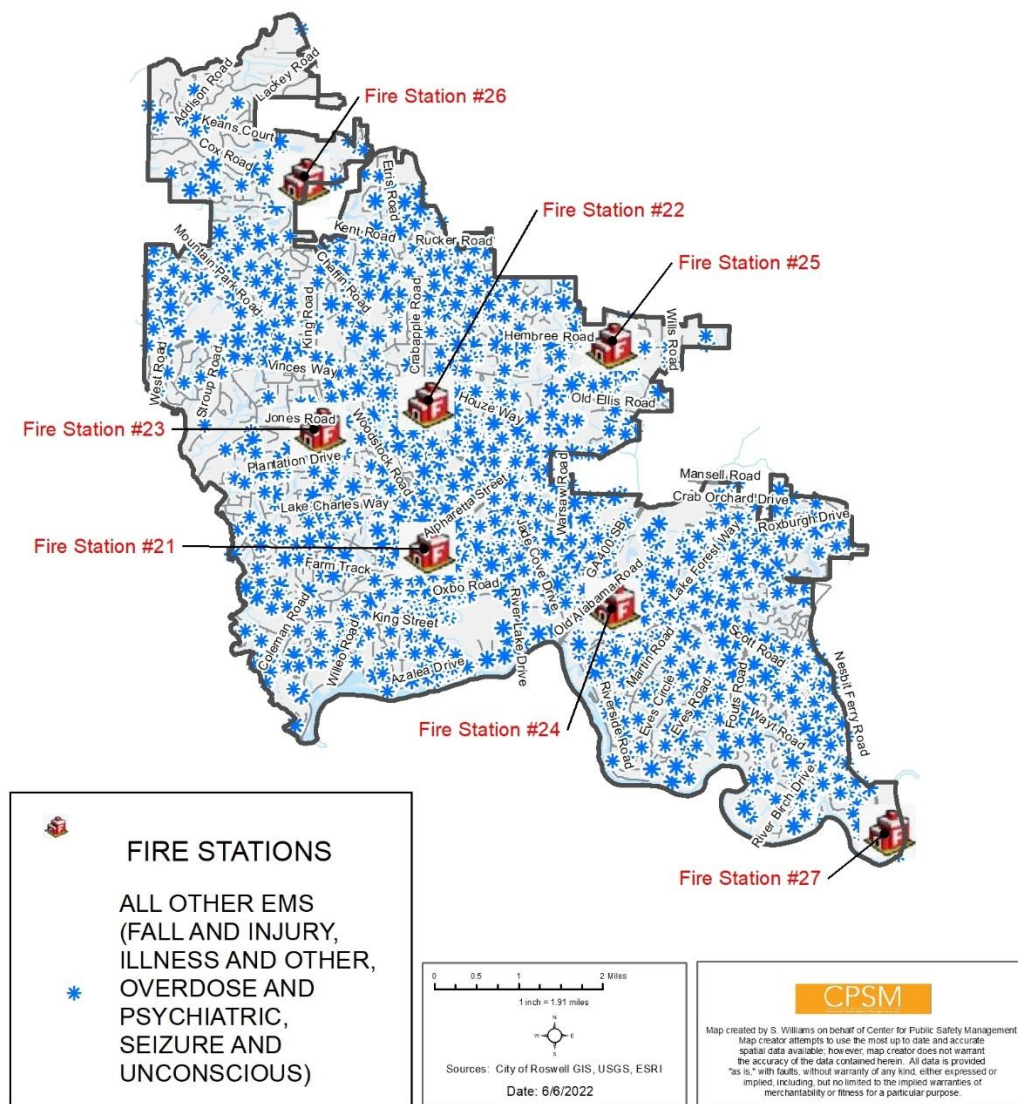 Lackey Road
Addison Road
Fire Station #26
Keans Court
Cox Road
Etris Road
Fire Station #22
Kent Road
Rucker Road
Mountain Park Road
Chaffin Road
Fire Station #25
King Road
Crabapple Road
Hembree Road
Wills Road
West Road
Stroup Road
Vinces Way
Houze Way
Old Ellis Road
Fire Station #23
Jones Road
Woodstock Road
Plantation Drive
Warsaw Road
Mansell Road
Lake Charles Way
Alpharetta Street
Crab Orchard Drive
Roxburgh Drive
Fire Station #21
Jade Cove Drive
GA 400 SB
Lake Forest Way
Farm Track
Oxbo Road
Old Alabama Road
Coleman Road
Willeo Road
King Street
River Lake Drive
Scott Road
Martin Road
Nesbit Ferry Road
Azalea Drive
Riverside Road
Eves Circle
Eves Road
Fouts Road
Wayt Road
Fire Station #24
River Birch Drive
Fire Station #27
FIRE STATIONS
ALL OTHER EMS
(FALL AND INJURY,
ILLNESS AND OTHER,
OVERDOSE AND
PSYCHIATRIC,
SEIZURE AND
UNCONSCIOUS)
0 0.5 1 2 Miles
1 inch = 1.91 miles
N
W E
S
Sources: City of Roswell GIS, USGS, ESRI
Date: 6/6/2022
CPSM
Map created by S. Williams on behalf of Center for Public Safety Management
Map creator attempts to use the most up to date and accurate
spatial data available; however, map creator does not warrant
the accuracy of the data contained herein. All data is provided
"as is," with faults, without warranty of any kind, either expressed or
implied, including, but no limited to the implied warranties of
merchantability or fitness for a particular purpose.